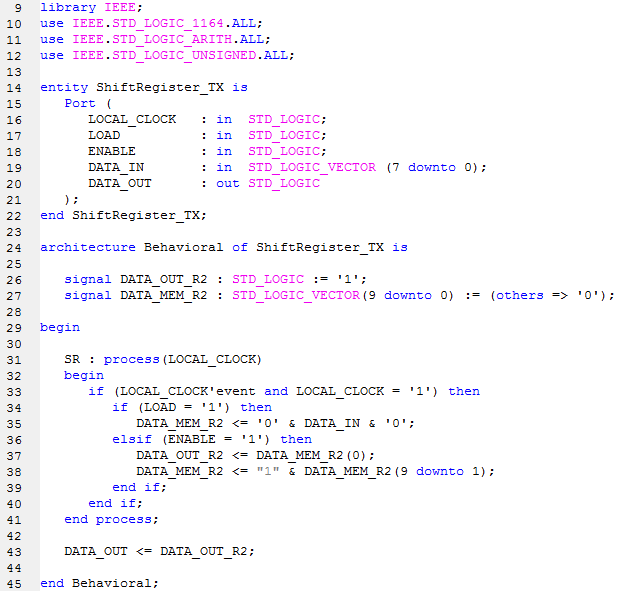 9 library IEEE;
10 use IEEE.STD_LOGIC_1164.ALL;
11 use IEEE.STD_LOGIC_ARITH.ALL;
12 use IEEE.STD_LOGIC_UNSIGNED.ALL;
13
14 entity ShiftRegister_TX is
15    Port (
16       LOCAL_CLOCK   : in  STD_LOGIC;
17       LOAD          : in  STD_LOGIC;
18       ENABLE        : in  STD_LOGIC;
19       DATA_IN       : in  STD_LOGIC_VECTOR (7 downto 0);
20       DATA_OUT      : out STD_LOGIC
21    );
22 end ShiftRegister_TX;
23
24 architecture Behavioral of ShiftRegister_TX is
25
26    signal DATA_OUT_R2 : STD_LOGIC := '1';
27    signal DATA_MEM_R2 : STD_LOGIC_VECTOR(9 downto 0) := (others => '0');
28
29 begin
30
31    SR : process(LOCAL_CLOCK)
32    begin
33       if (LOCAL_CLOCK'event and LOCAL_CLOCK = '1') then
34          if (LOAD = '1') then
35             DATA_MEM_R2 <= '0' & DATA_IN & '0';
36          elsif (ENABLE = '1') then
37             DATA_OUT_R2 <= DATA_MEM_R2(0);
38             DATA_MEM_R2 <= "1" & DATA_MEM_R2(9 downto 1);
39          end if;
40       end if;
41    end process;
42
43    DATA_OUT <= DATA_OUT_R2;
44
45 end Behavioral;